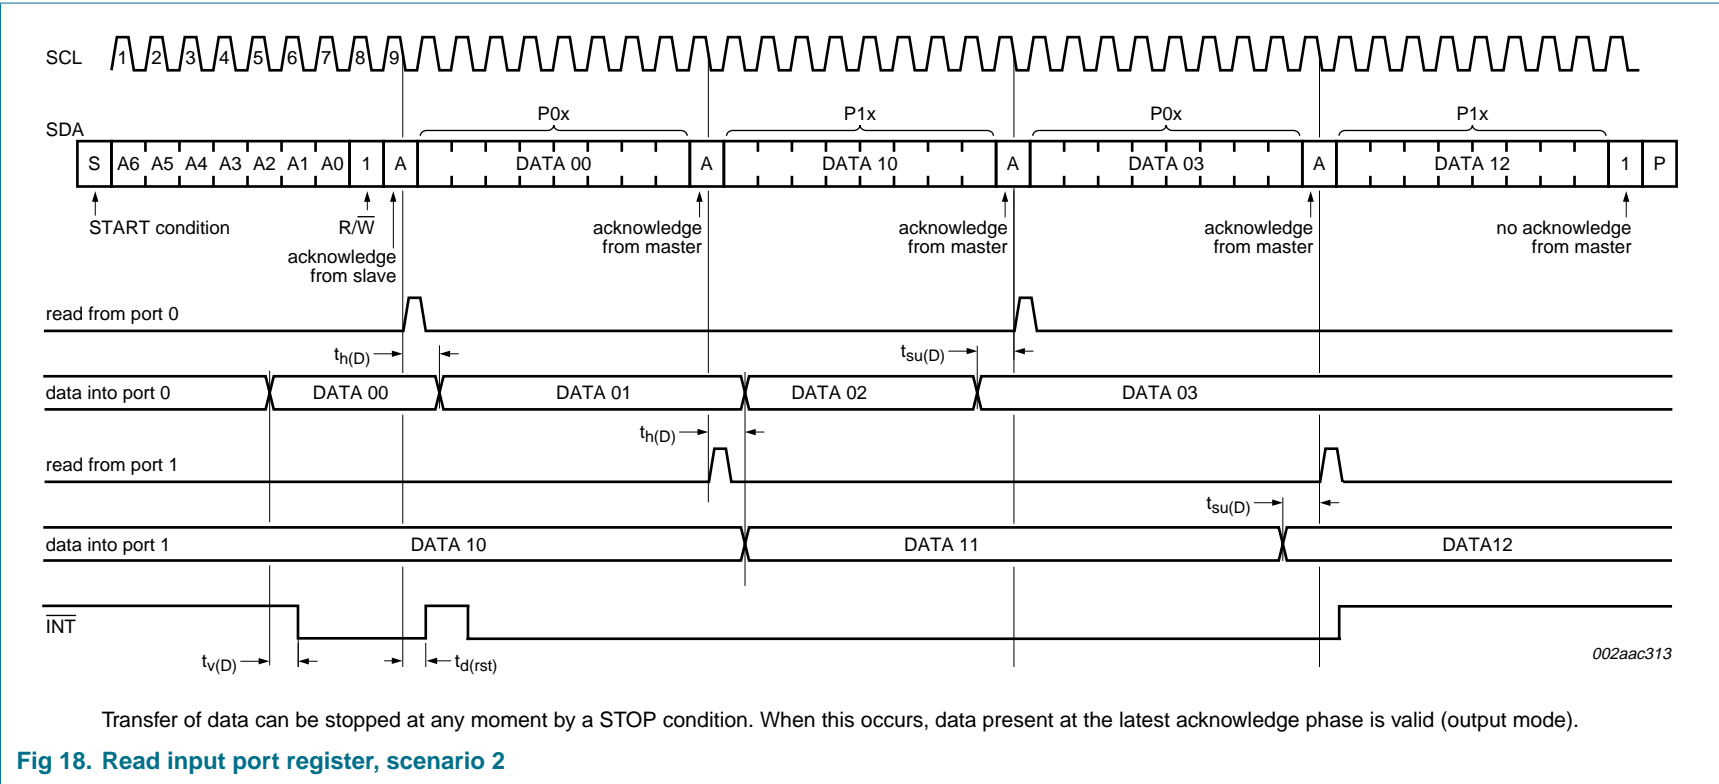 SCL 1 2 3 4 5 6 7 8 9
P0x P1x P0x P1x
SDA
S A6 A5 A4 A3 A2 A1 A0 1 A DATA 00 A DATA 10 A DATA 03 A DATA 12 1 P
START condition R/W̅ acknowledge acknowledge acknowledge no acknowledge
from master from master from master from master
acknowledge
from slave
read from port 0
th(D) tsu(D)
data into port 0 DATA 00 DATA 01 DATA 02 DATA 03
th(D)
read from port 1
tsu(D)
data into port 1 DATA 10 DATA 11 DATA12
I̅N̅T̅
tv(D) td(rst)
002aac313
Transfer of data can be stopped at any moment by a STOP condition. When this occurs, data present at the latest acknowledge phase is valid (output mode).
Fig 18. Read input port register, scenario 2